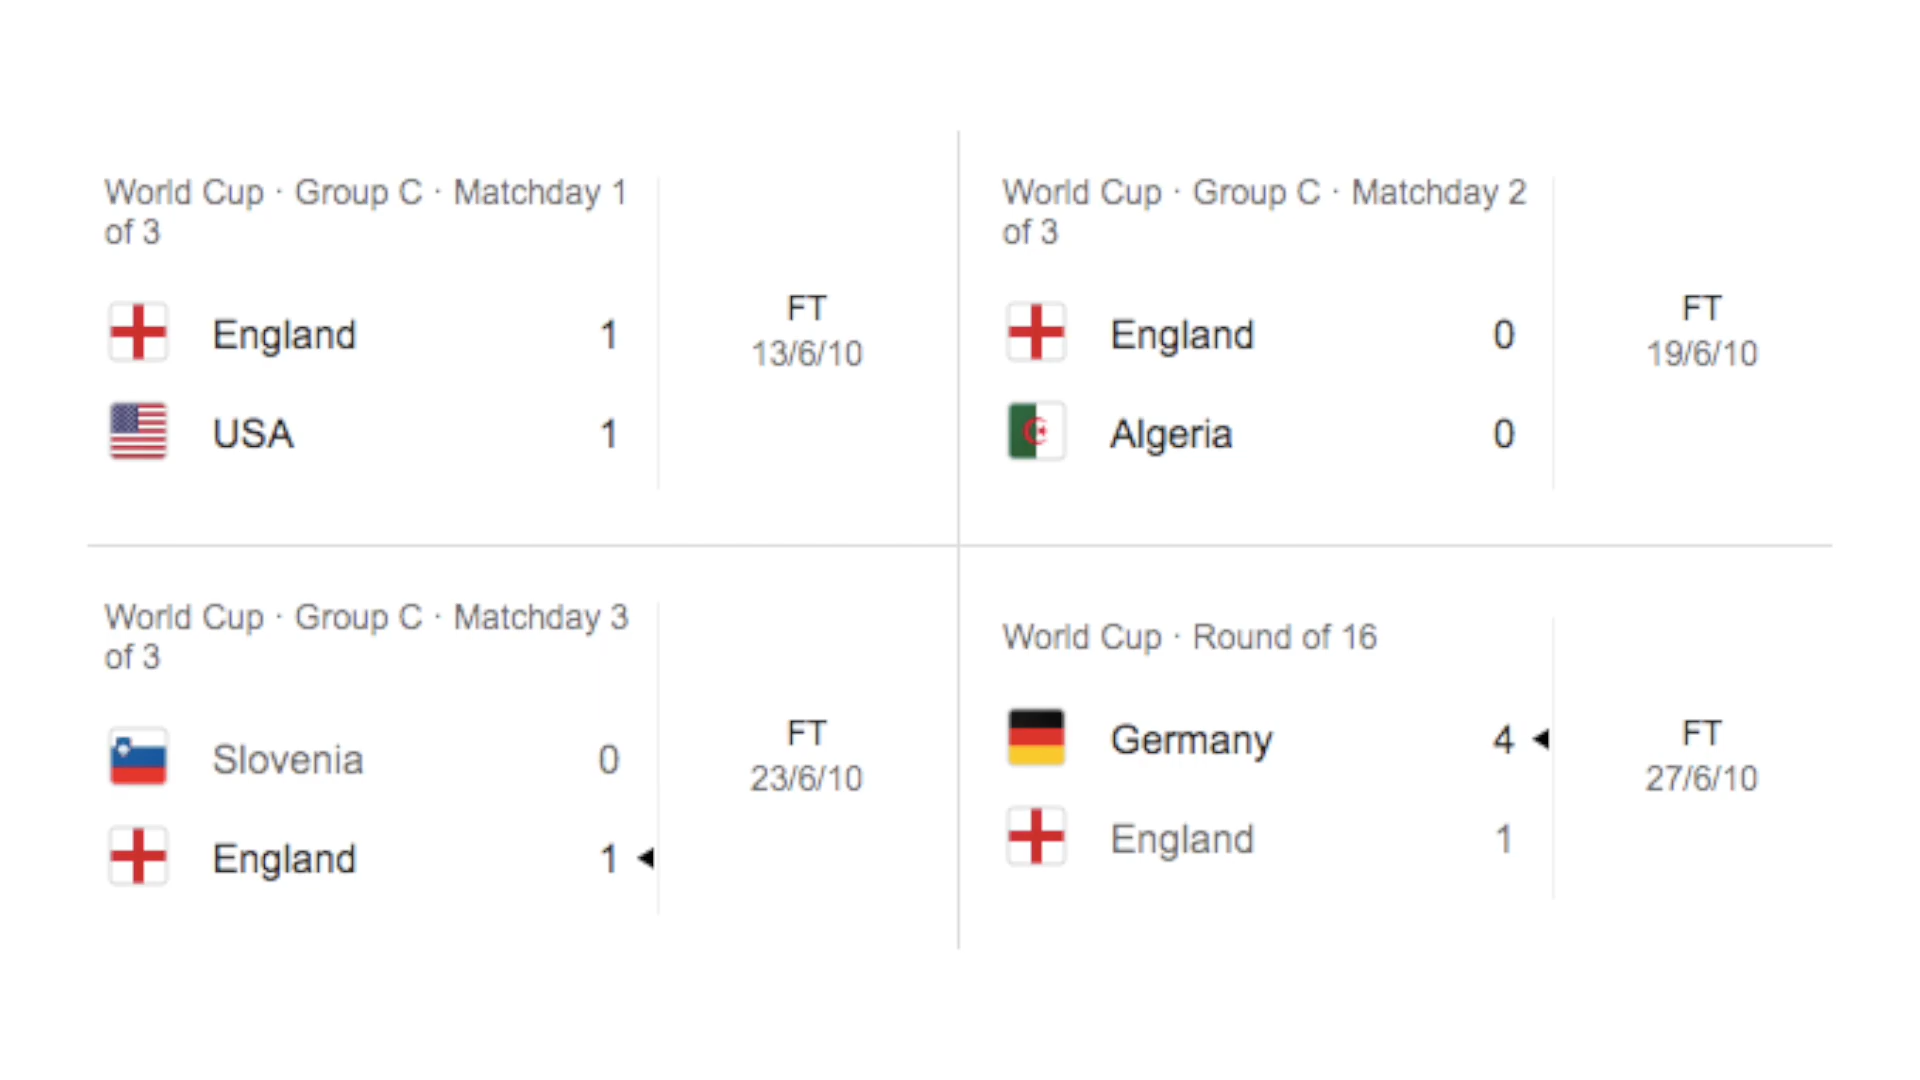 World Cup · Group C · Matchday 1
of 3
England 1
USA 1
FT
13/6/10
World Cup · Group C · Matchday 2
of 3
England 0
Algeria 0
FT
19/6/10
World Cup · Group C · Matchday 3
of 3
Slovenia 0
England 1
FT
23/6/10
World Cup · Round of 16
Germany 4
England 1
FT
27/6/10